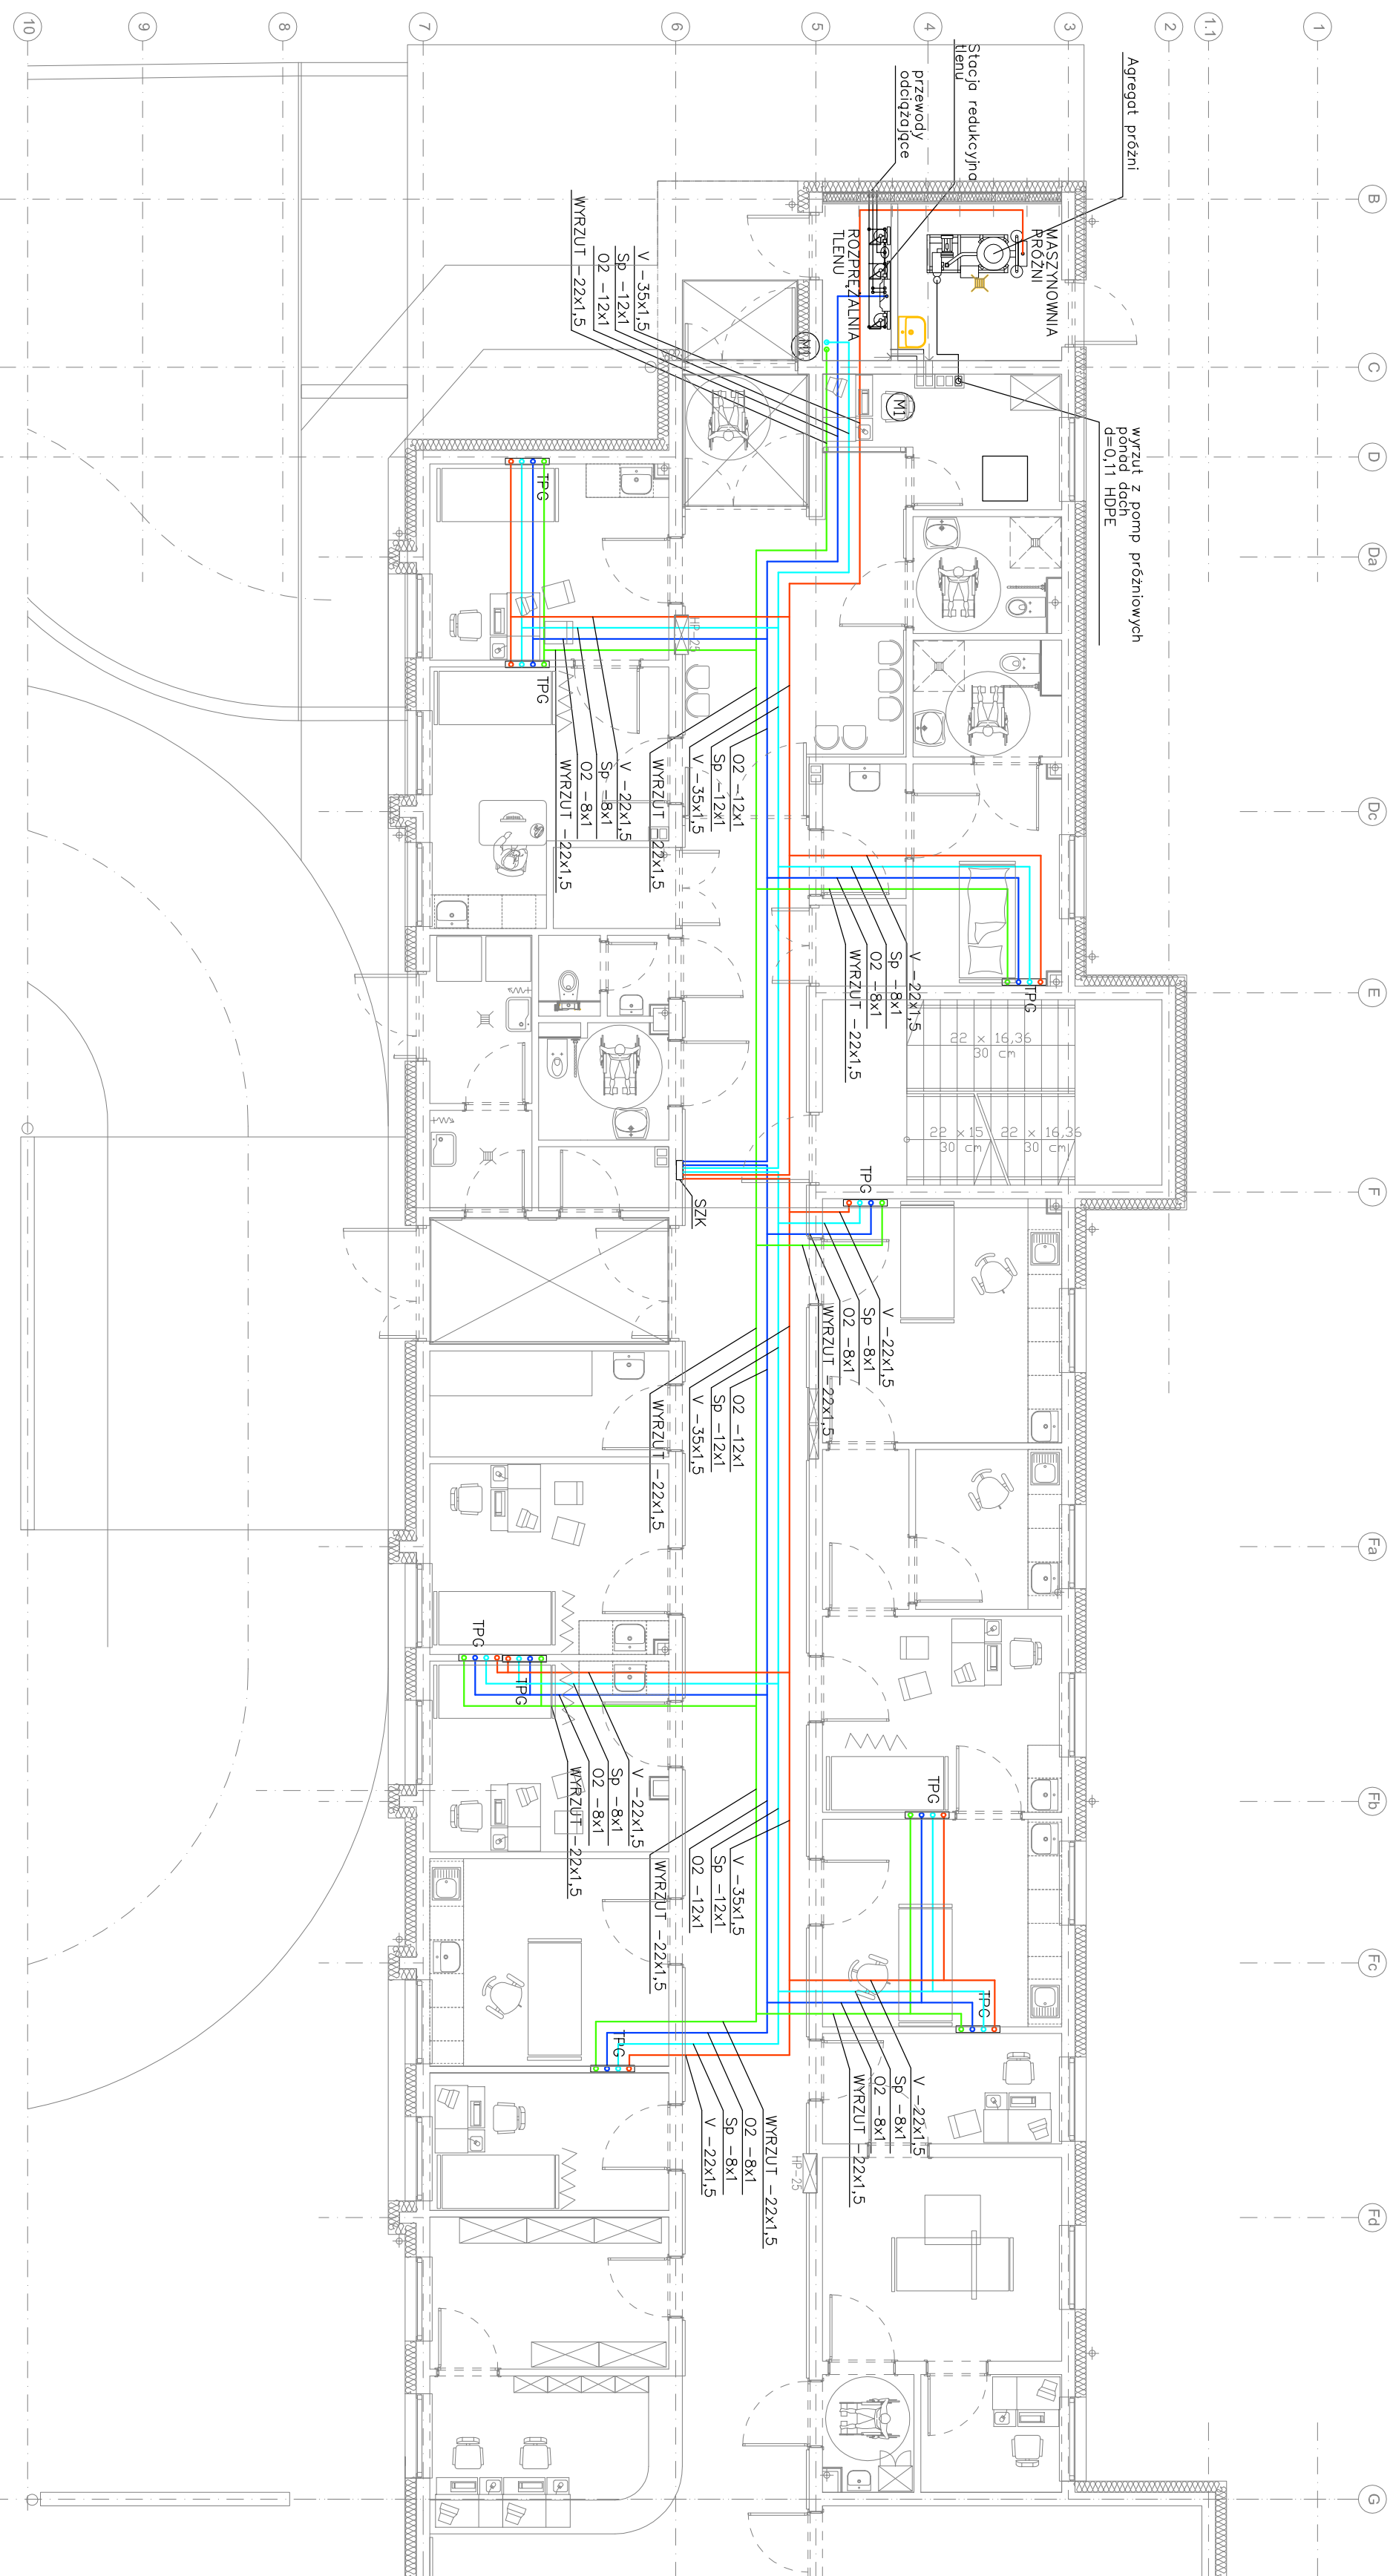 10
9
8
7
6
5
4
3
2
1.1
1
B
C
D
Da
Dc
E
F
Fa
Fb
Fc
Fd
G
Agregat próżni
Stacja redukcyjna
tlenu
przewody
odciążające
MASZYNOWNIA
PRÓŻNI
ROZPRĘŻALNIA
TLENU
wyrzut z pomp próżniowych
ponad dach
d=0,11 HDPE
M1
M1
V -35x1,5
Sp -12x1
O2 -12x1
WYRZUT -22x1,5
TPG
TPG
HP-25
V -22x1,5
Sp -8x1
O2 -8x1
WYRZUT -22x1,5
O2 -12x1
Sp -12x1
V -35x1,5
WYRZUT -22x1,5
TPG
V -22x1,5
Sp -8x1
O2 -8x1
WYRZUT -22x1,5
22 x 16,36
30 cm
22 x15
30 cm
22 x 16,36
30 cm
SZK
TPG
V -22x1,5
Sp -8x1
O2 -8x1
WYRZUT -22x1,5
O2 -12x1
Sp -12x1
V -35x1,5
WYRZUT -22x1,5
TPG
TPG
V -22x1,5
Sp -8x1
O2 -8x1
WYRZUT -22x1,5
V -35x1,5
Sp -12x1
O2 -12x1
WYRZUT -22x1,5
TPG
TPG
V -22x1,5
Sp -8x1
O2 -8x1
WYRZUT -22x1,5
TPG
WYRZUT -22x1,5
O2 -8x1
Sp -8x1
V -22x1,5
HP-25